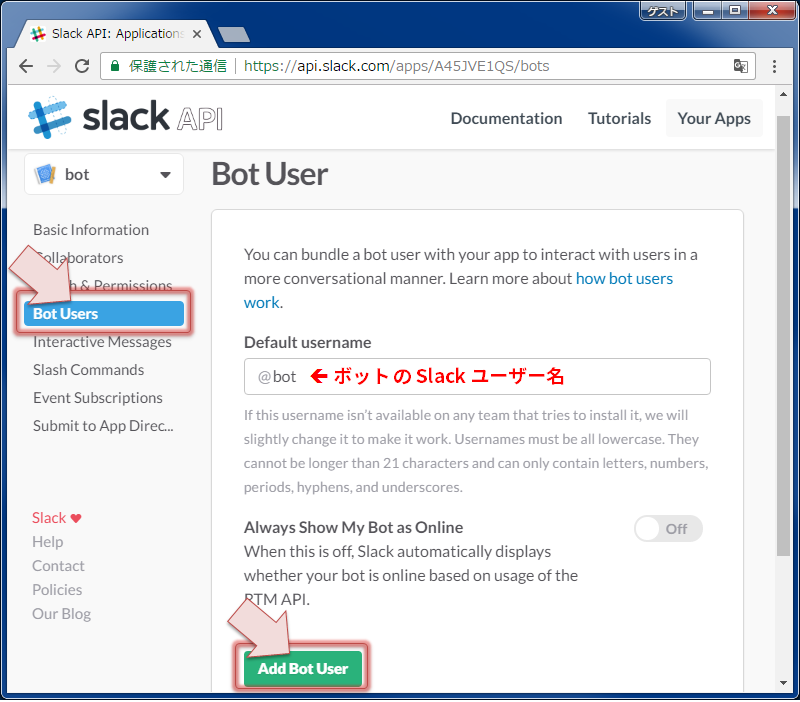 ゲスト
Slack API: Applications
保護された通信
https://api.slack.com/apps/A45JVE1QS/bots
slack API
Documentation
Tutorials
Your Apps
bot
Bot User
Basic Information
Collaborators
& Permissions
Bot Users
Interactive Messages
Slash Commands
Event Subscriptions
Submit to App Direc...
Slack ♥
Help
Contact
Policies
Our Blog
You can bundle a bot user with your app to interact with users in a
more conversational manner. Learn more about how bot users
work.
Default username
@bot ← ボットの Slack ユーザー名
If this username isn't available on any team that tries to install it, we will
slightly change it to make it work. Usernames must be all lowercase. They
cannot be longer than 21 characters and can only contain letters, numbers,
periods, hyphens, and underscores.
Always Show My Bot as Online
Off
When this is off, Slack automatically displays
whether your bot is online based on usage of the
RTM API.
Add Bot User